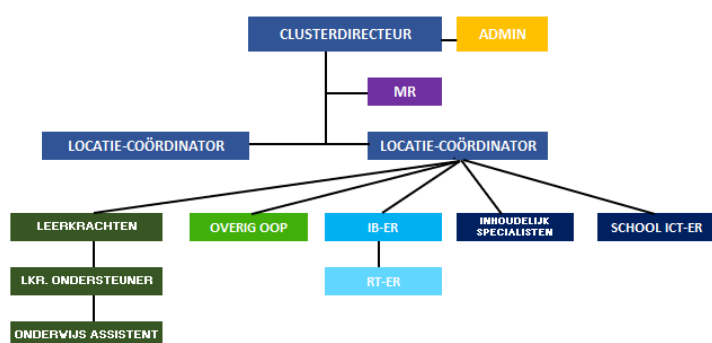 CLUSTERDIRECTEUR
ADMIN
MR
LOCATIE-COÖRDINATOR
LOCATIE-COÖRDINATOR
LEERKRACHTEN
OVERIG OOP
IB-ER
INHOUDELIJK
SPECIALISTEN
SCHOOL ICT-ER
LKR. ONDERSTEUNER
RT-ER
ONDERWIJS ASSISTENT